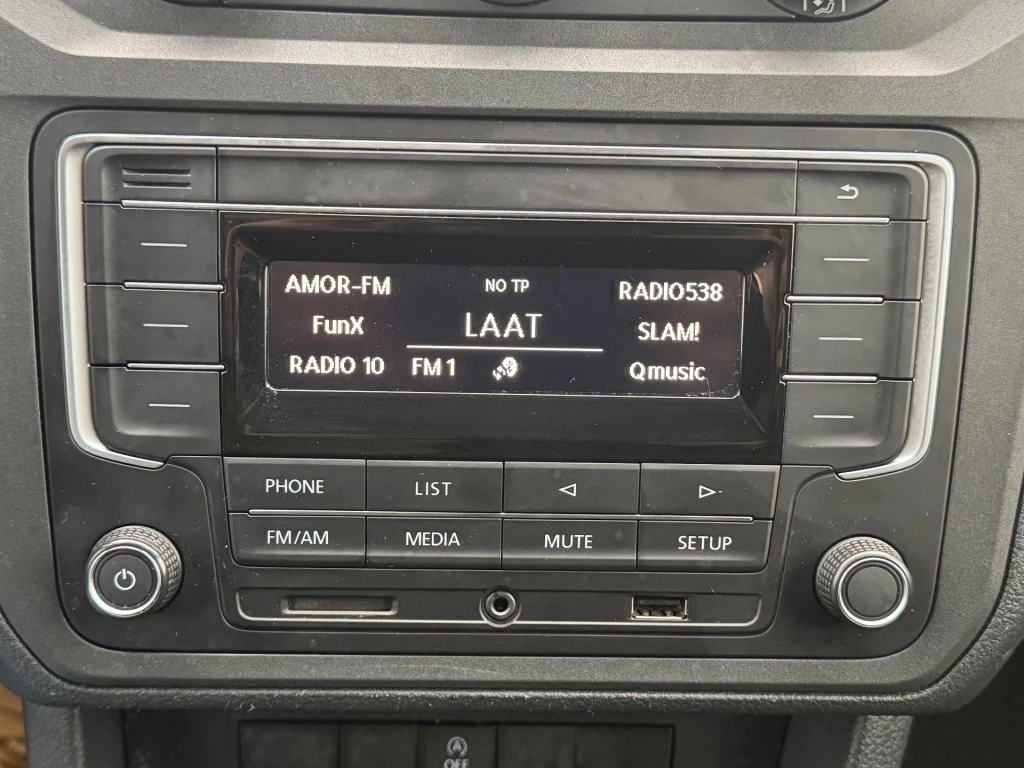 AMOR-FM
NO TP
RADIO538
FunX
LAAT
SLAM!
RADIO 10
FM 1
Qmusic
PHONE
LIST
FM/AM
MEDIA
MUTE
SETUP
OFF